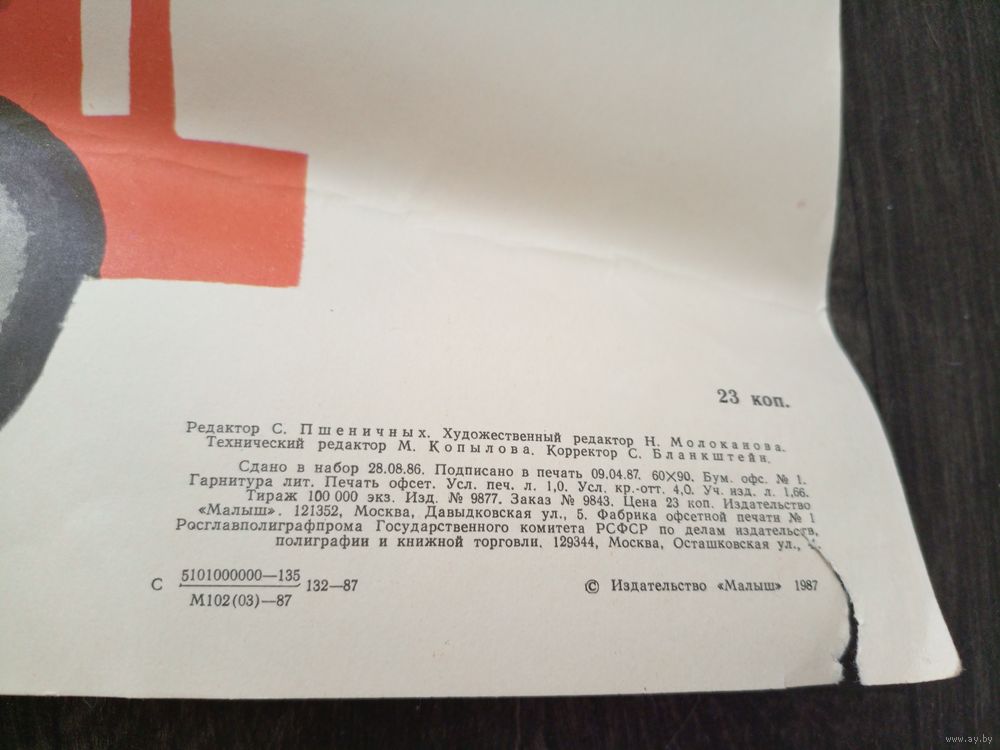 23 коп.
Редактор С. Пшеничных. Художественный редактор Н. Молоканова.
Технический редактор М. Копылова. Корректор С. Бланкштейн.
Сдано в набор 28.08.86. Подписано в печать 09.04.87. 60×90. Бум. офс. № 1.
Гарнитура лит. Печать офсет. Усл. печ. л. 1,0. Усл. кр.-отт. 4,0. Уч. изд. л. 1,66.
Тираж 100 000 экз. Изд. № 9877. Заказ № 9843. Цена 23 коп. Издательство
«Малыш». 121352, Москва, Давыдковская ул., 5. Фабрика офсетной печати № 1
Росглавполиграфпрома Государственного комитета РСФСР по делам издательств,
полиграфии и книжной торговли. 129344, Москва, Осташковская ул.,
С 5101000000—135
М102(03)—87 132—87
© Издательство «Малыш» 1987
www.ay.by